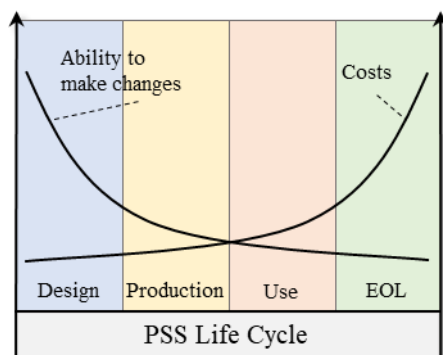 Ability to
make changes
Costs
Design
Production
Use
EOL
PSS Life Cycle